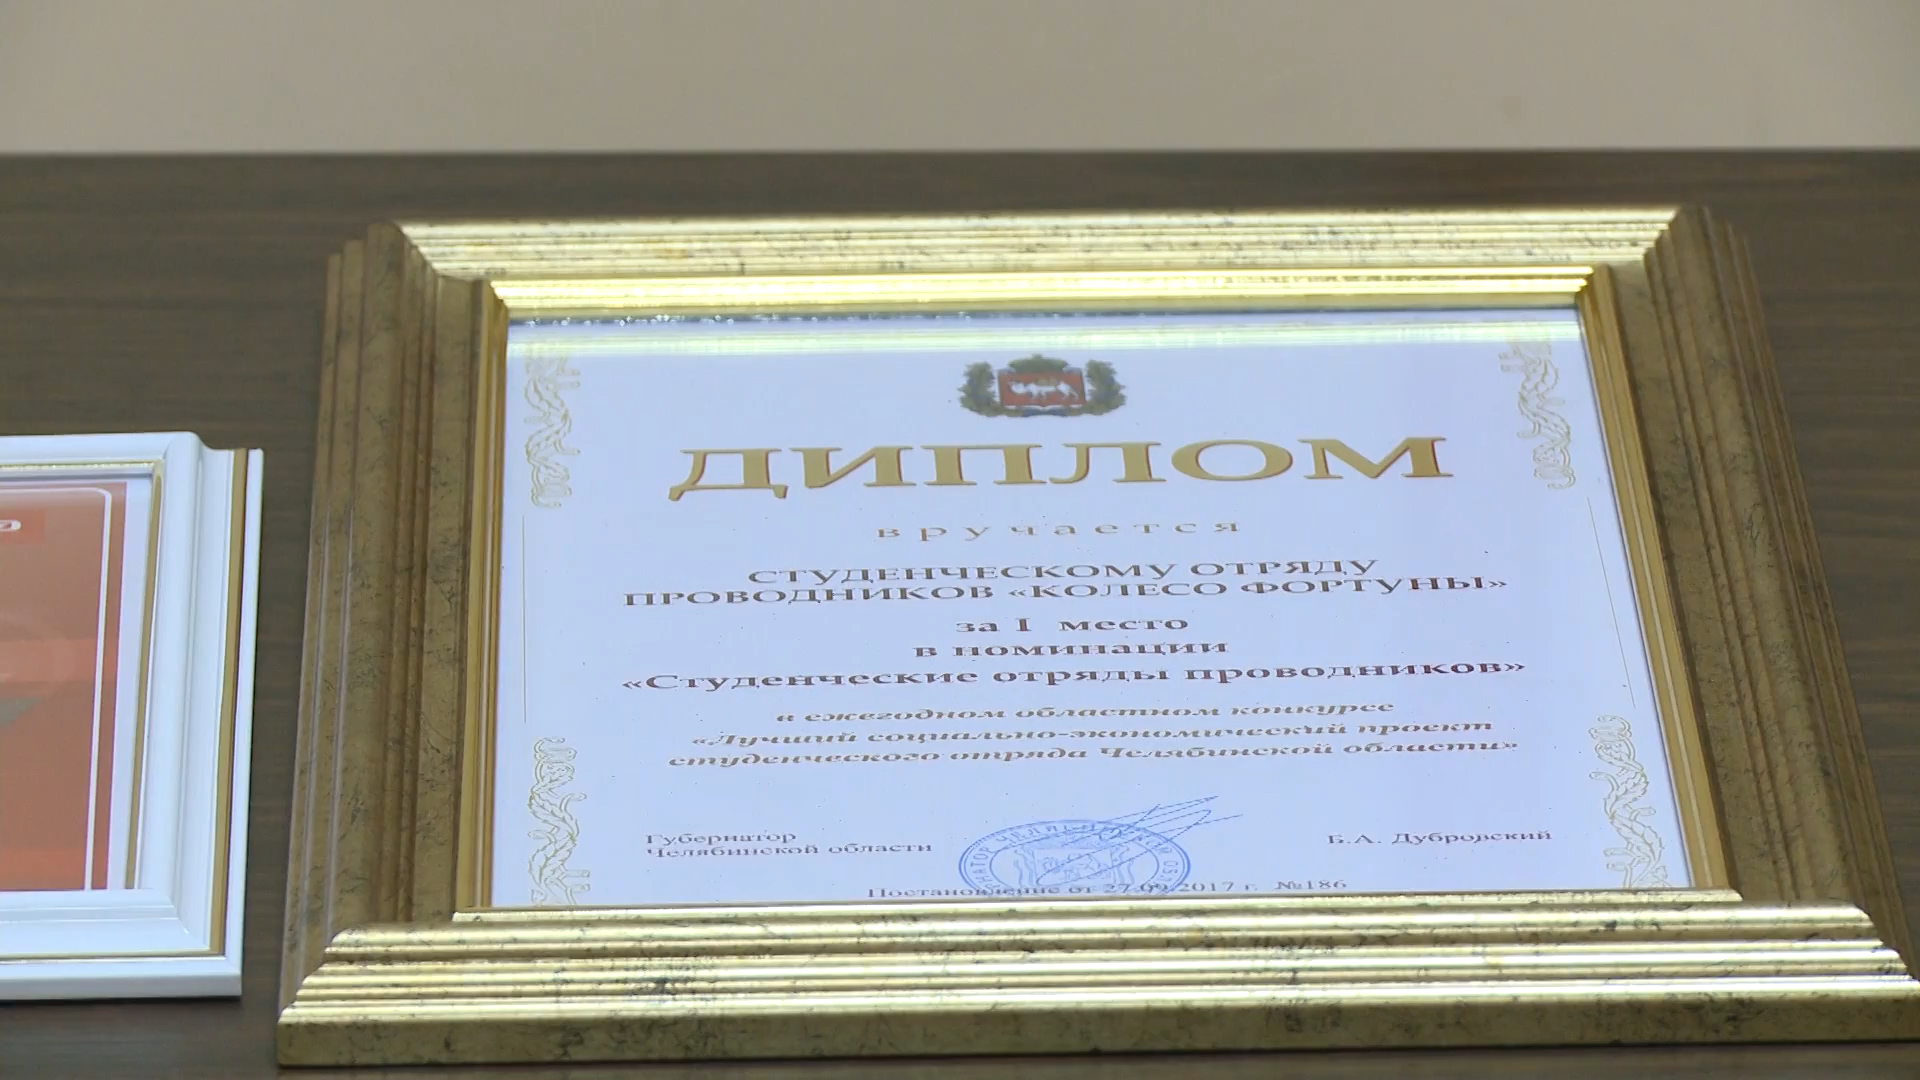 ДИПЛОМ
вручается
СТУДЕНЧЕСКОМУ ОТРЯДУ
ПРОВОДНИКОВ «КОЛЕСО ФОРТУНЫ»
за I место
в номинации
«Студенческие отряды проводников»
в ежегодном областном конкурсе
«Лучший социально-экономический проект
студенческого отряда Челябинской области»
Губернатор
Челябинской области
Б.А. Дубровский
Постановление от 27.09.2017 г. №186